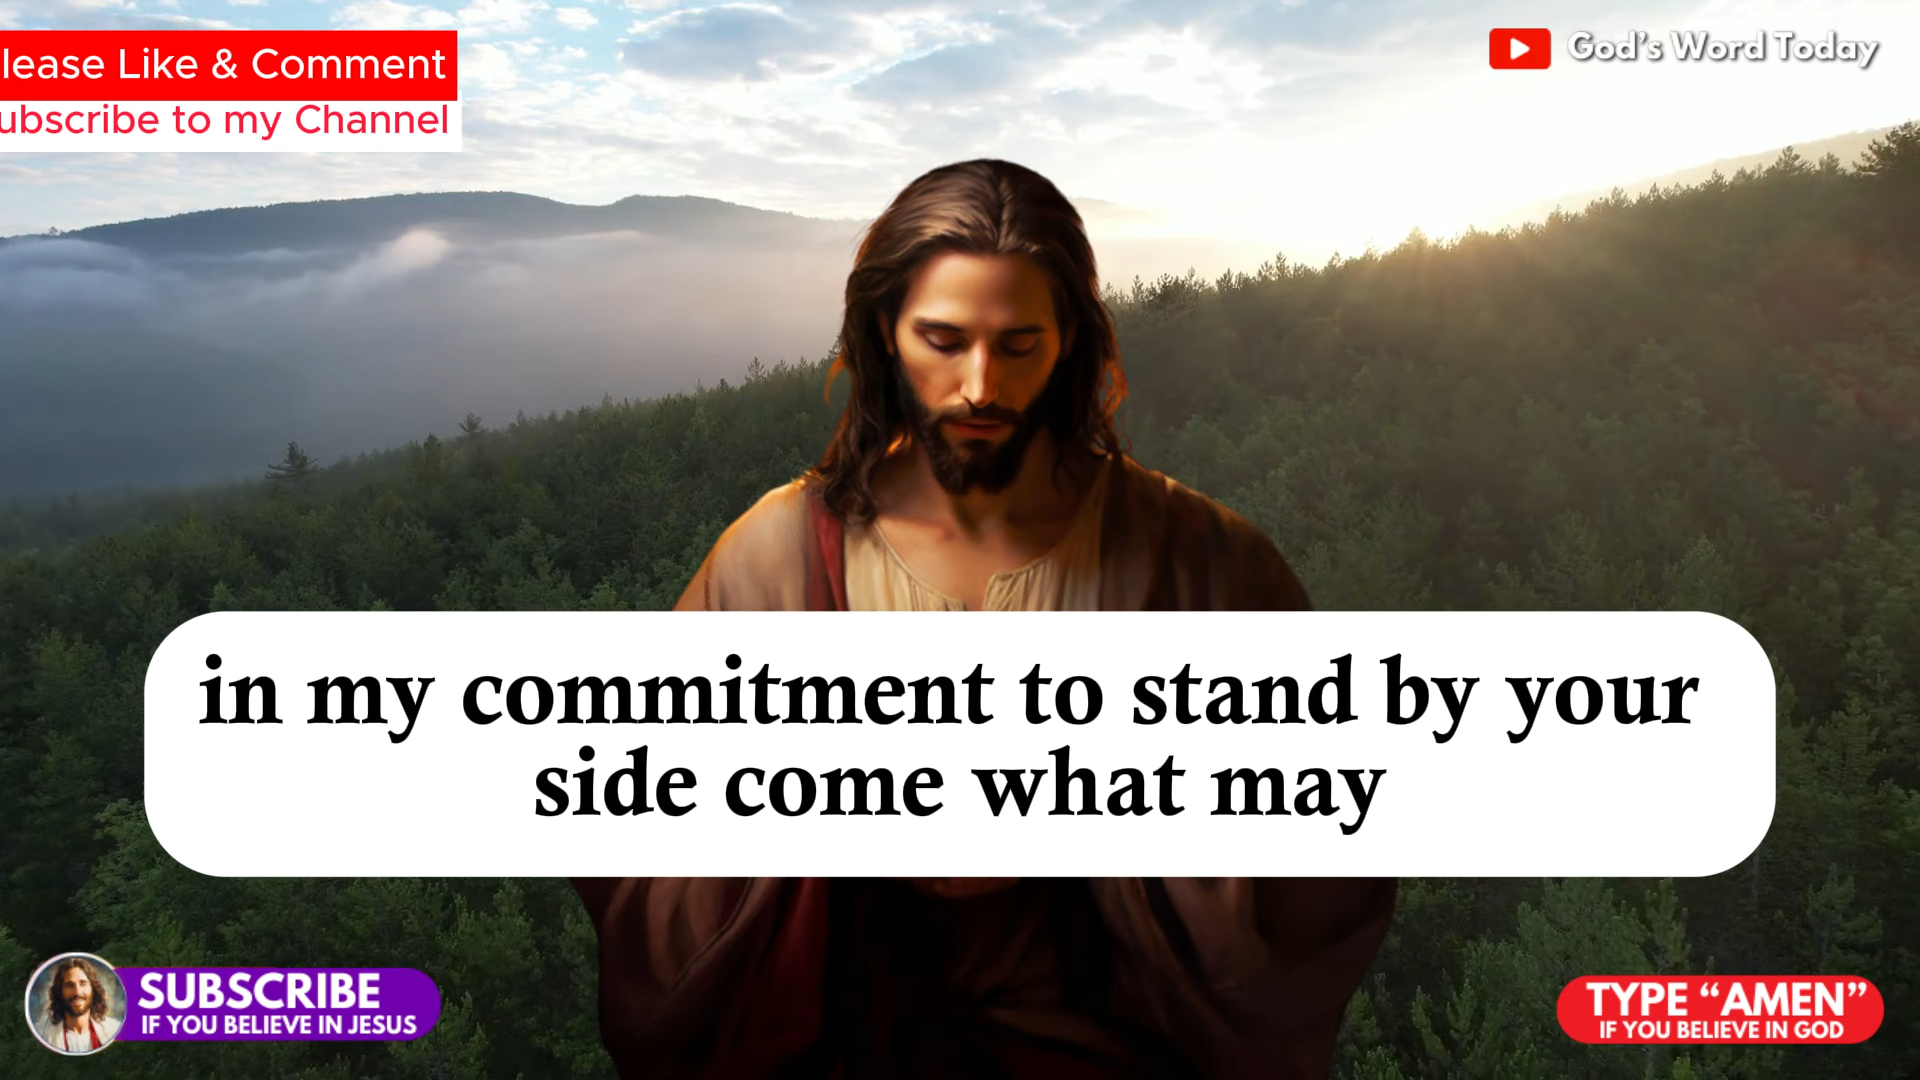 lease Like & Comment
ubscribe to my Channel
God's Word Today
in my commitment to stand by your
side come what may
SUBSCRIBE
IF YOU BELIEVE IN JESUS
TYPE “AMEN”
IF YOU BELIEVE IN GOD